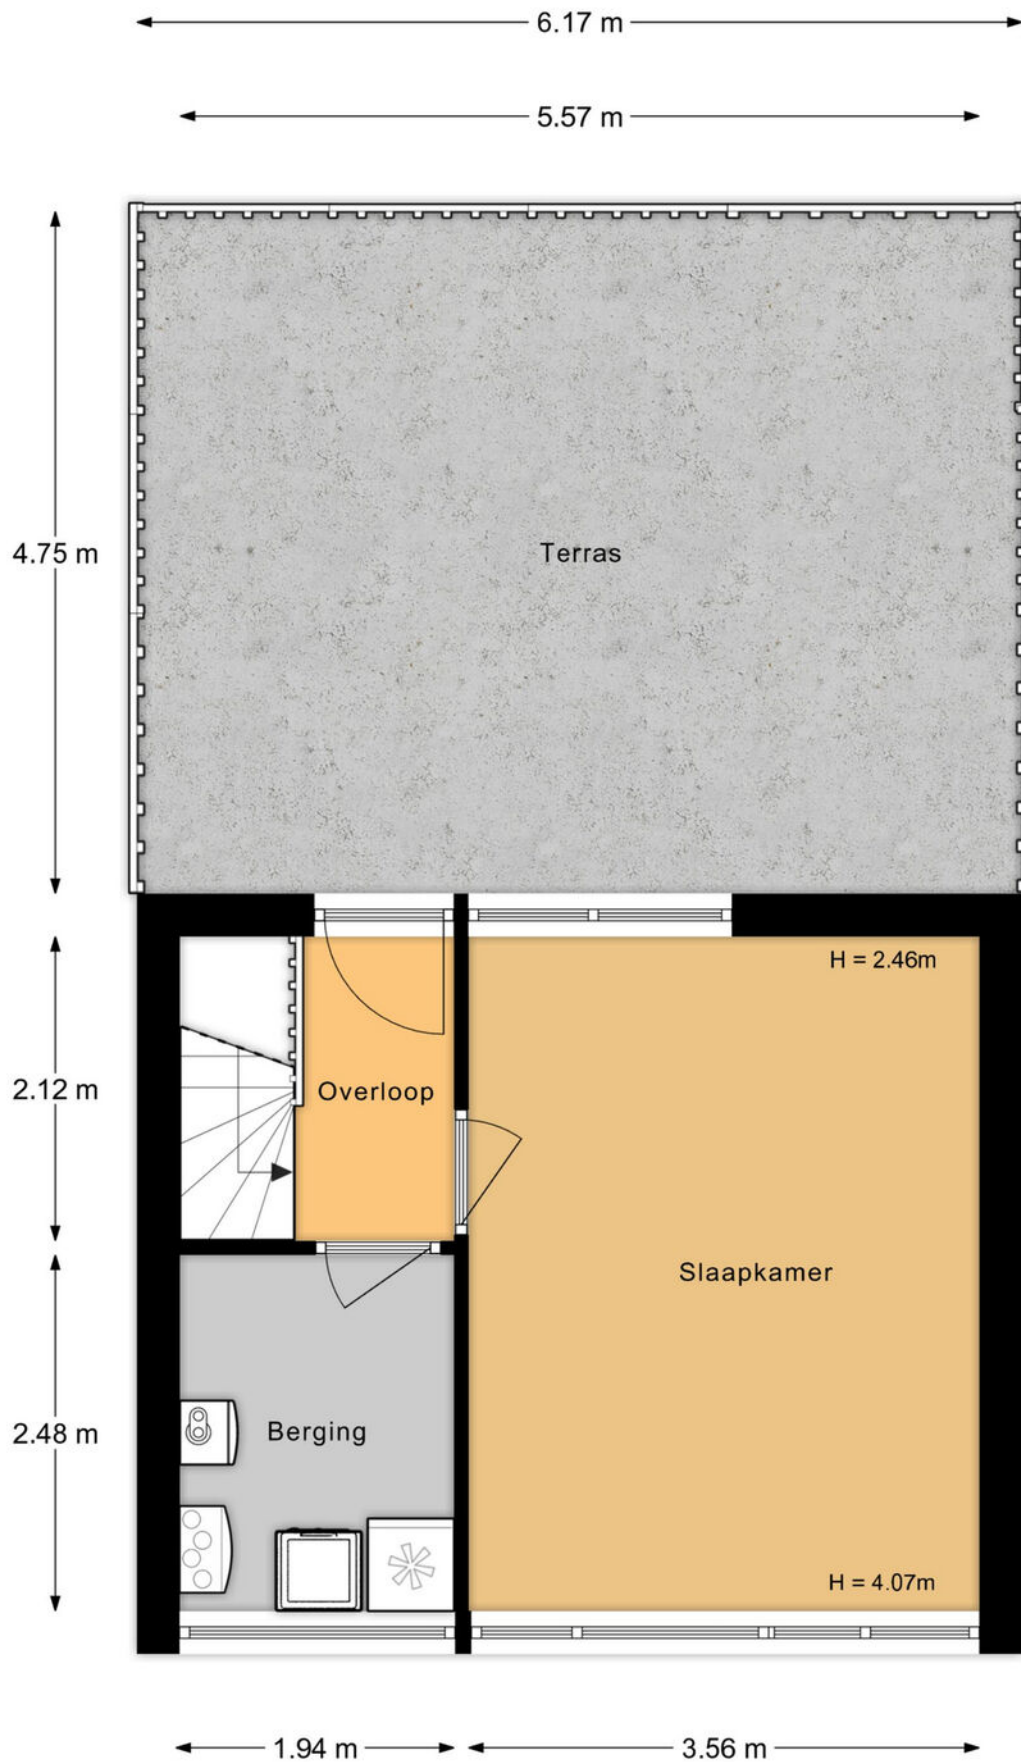 6.17 m
5.57 m
4.75 m
Terras
H = 2.46m
2.12 m
Overloop
Slaapkamer
2.48 m
Berging
H = 4.07m
1.94 m
3.56 m